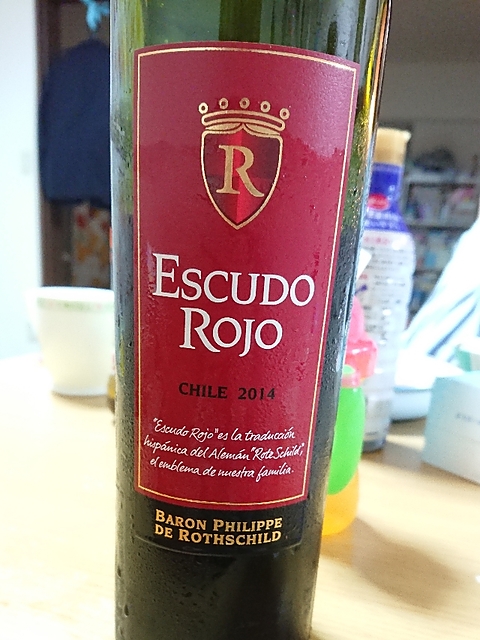 R
ESCUDO
ROJO
CHILE 2014
"Escudo Rojo" es la traducción
hispánica del Alemán "Rote Schild",
el emblema de nuestra familia.
BARON PHILIPPE
DE ROTHSCHILD